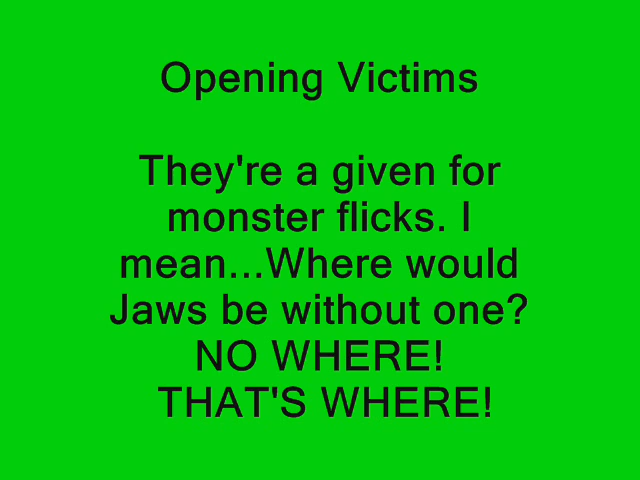 Opening Victims
They're a given for
monster flicks. I
mean...Where would
Jaws be without one?
NO WHERE!
THAT'S WHERE!